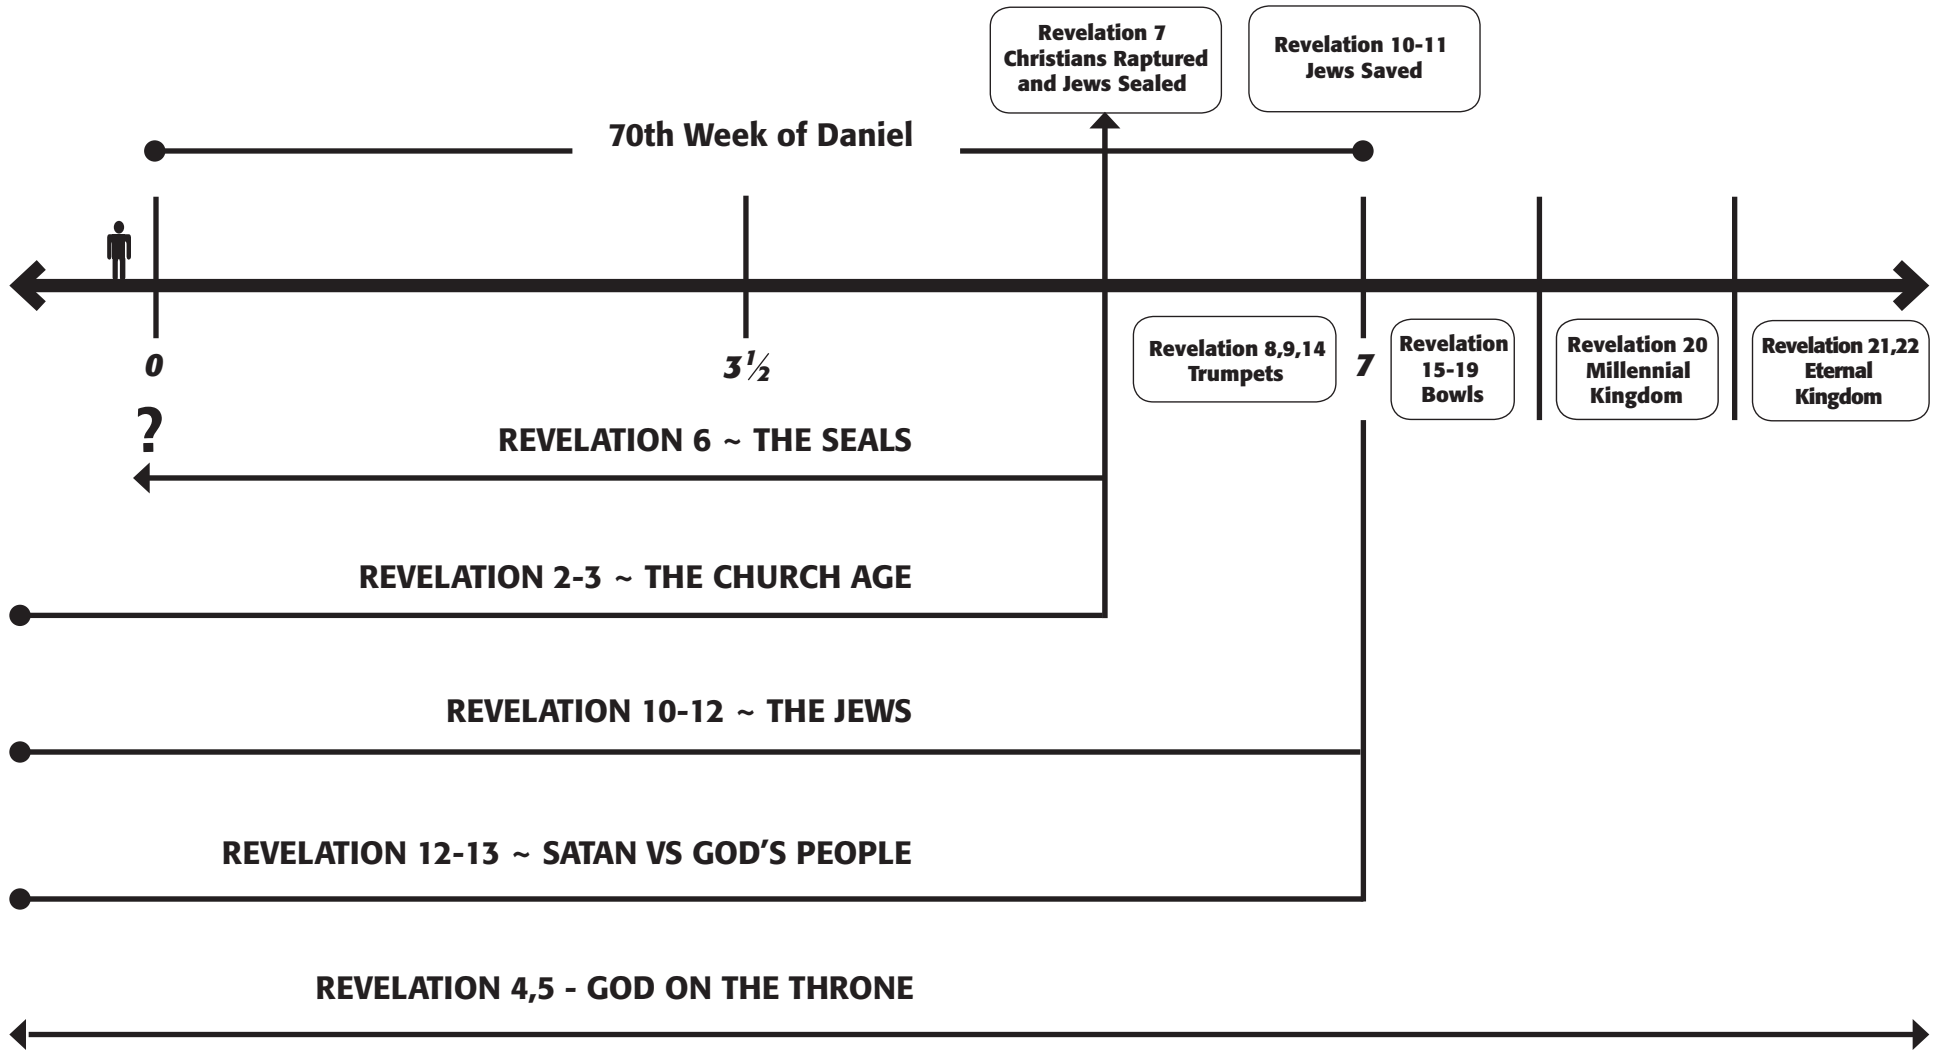 Revelation 7
Christians Raptured
and Jews Sealed
Revelation 10-11
Jews Saved
70th Week of Daniel
0
3 ½
7
?
Revelation 8,9,14
Trumpets
Revelation
15-19
Bowls
Revelation 20
Millennial
Kingdom
Revelation 21,22
Eternal
Kingdom
REVELATION 6 ~ THE SEALS
REVELATION 2-3 ~ THE CHURCH AGE
REVELATION 10-12 ~ THE JEWS
REVELATION 12-13 ~ SATAN VS GOD'S PEOPLE
REVELATION 4,5 - GOD ON THE THRONE